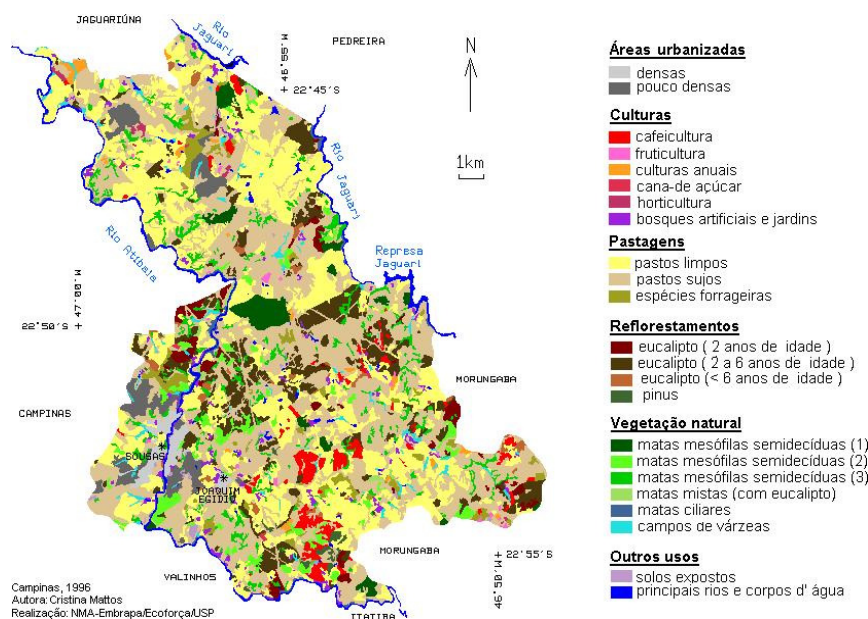 JAGUARIÚNA
Rio
Jaguari
PEDREIRA
46°55'W
22°45'S
N
1km
Rio
Jaguari
Rio Atibaia
Represa
Jaguari
47°00'W
22°50'S
MORUNGABA
CAMPINAS
SOUSAS
JOAQUIM
EGIDIO
MORUNGABA
22°55'S
46°50'W
VALINHOS
ITATIBA
Campinas, 1996
Autora: Cristina Mattos
Realização: NMA-Embrapa/Ecoforça/USP
Áreas urbanizadas
densas
pouco densas
Culturas
cafeicultura
fruticultura
culturas anuais
cana-de açúcar
horticultura
bosques artificiais e jardins
Pastagens
pastos limpos
pastos sujos
espécies forrageiras
Reflorestamentos
eucalipto ( 2 anos de idade )
eucalipto ( 2 a 6 anos de idade )
eucalipto (< 6 anos de idade )
pinus
Vegetação natural
matas mesófilas semidecíduas (1)
matas mesófilas semidecíduas (2)
matas mesófilas semidecíduas (3)
matas mistas (com eucalipto)
matas ciliares
campos de várzeas
Outros usos
solos expostos
principais rios e corpos d' água